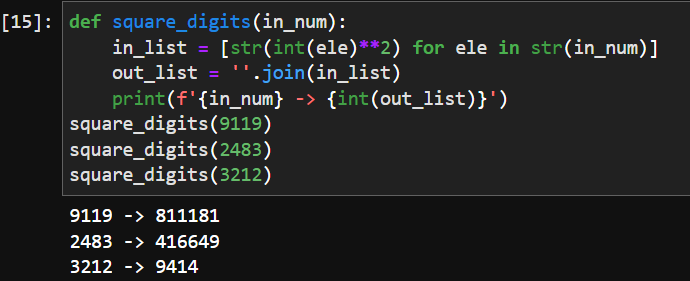 [15]: def square_digits(in_num):
    in_list = [str(int(ele)**2) for ele in str(in_num)]
    out_list = ''.join(in_list)
    print(f'{in_num} -> {int(out_list)}')
square_digits(9119)
square_digits(2483)
square_digits(3212)
9119 -> 811181
2483 -> 416649
3212 -> 9414